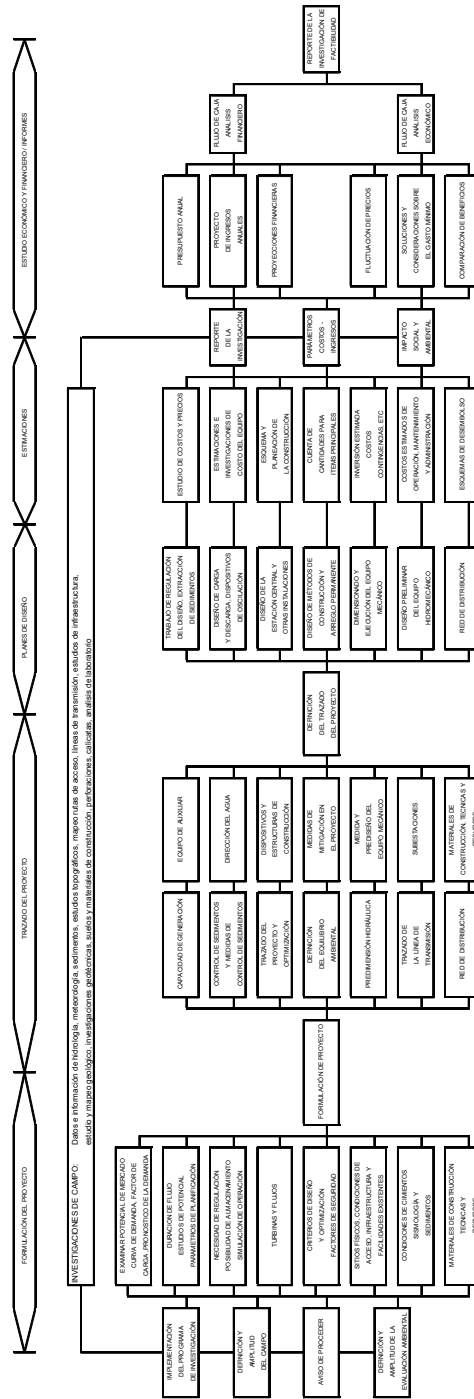 FORMULACIÓN DEL PROYECTO
TRAZADO DEL PROYECTO
PLANES DE DISEÑO
ESTIMACIONES
ESTUDIO ECONÓMICO Y FINANCIERO / INFORMES
INVESTIGACIONES DE CAMPO: Datos e información de hidrología, meteorología, sedimentos, estudios topográficos, mapeo rutas de acceso, líneas de transmisión, estudios de infraestructura,
estudio y mapeo geológico, investigaciones geotécnicas, suelos y materiales de construcción, perforaciones, calicatas, analisis de laboratorio
IMPLEMENTACIÓN
DEL PROGRAMA
DE INVESTIGACIÓN
DEFINICIÓN Y
AMPLITUD
DEL CAMPO
AVISO DE PROCEDER
DEFINICIÓN Y
AMPLITUD DE LA
EVALUACIÓN AMBIENTAL
EXAMINAR POTENCIAL DE MERCADO
CURVA DE DEMANDA, FACTOR DE
CARGA, PRONÓSTICO DE LA DEMANDA
DURACIÓN DE FLUJO
ESTUDIOS DE POTENCIAL
PARÁMETROS DE PLANIFICACIÓN
NECESIDAD DE REGULACIÓN
POSIBILIDAD DE ALMACENAMIENTO
SIMULACIÓN DE OPERACIÓN
TURBINAS Y FLUJOS
CRITERIO DE DISEÑO
Y OPTIMIZACIÓN
FACTORES DE SEGURIDAD
SITIOS FÍSICOS, CONDICIONES DE
ACCESO, INFRAESTRUCTURA, Y
FACILIDADES EXISTENTES
CONDICIONES DE CIMIENTOS
SISMOLOGÍA Y
SEDIMENTOS
MATERIALES DE CONSTRUCCIÓN
TECNICAS Y
FORMULACIÓN DE PROYECTO
CAPACIDAD DE GENERACIÓN
CONTROL DE SEDIMENTOS
Y MEDIDAS DE
CONTROL DE SEDIMENTOS
TRAZADO DEL
PROYECTO Y
OPTIMIZACIÓN
DEFINICIÓN
DEL EQUILIBRIO
AMBIENTAL
PREDIMENSIÓN HIDRÁULICA
TRAZADO DE
LA LÍNEA DE
TRANSMISIÓN
RED DE DISTRIBUCIÓN
EQUIPO DE AUXILIAR
DIRECCIÓN DEL AGUA
DISPOSITIVOS Y
ESTRUCTURAS DE
CONSTRUCCIÓN
MEDIDAS DE
MITIGACIÓN EN
EL PROYECTO
MEDIDA Y
PREDISEÑO DEL
EQUIPO MECÁNICO
SUBESTACIONES
MATERIALES DE
CONSTRUCCIÓN, TECNICAS Y
DEFINICIÓN
DEL TRAZADO
DEL PROYECTO
TRABAJO DE REGULACIÓN
DEL DISEÑO, EXTRACCIÓN
DE SEDIMENTOS
DISEÑO DE CARGA
Y DESCARGA, DISPOSITIVOS
DE OSCILACIÓN
DISEÑO DE LA
ESTACIÓN CENTRAL Y
OTRAS INSTALACIONES
DISEÑO DE MÉTODOS DE
CONSTRUCCIÓN Y
ARREGLO PERMANENTE
DIMENSIONADO Y
EJECUCIÓN DEL EQUIPO
MECÁNICO
DISEÑO PRELIMINAR
DEL EQUIPO
HIDROMECÁNICO
RED DE DISTRIBUCIÓN
ESTUDIO DE COSTOS Y PRECIOS
ESTIMACIONES E
INVESTIGACIONES DE
COSTO DEL EQUIPO
ESQUEMA Y
PLANEACIÓN DE
LA CONSTRUCCIÓN
CUENTA DE
CANTIDADES PARA
ITEMS PRINCIPALES
INVERSIÓN ESTIMADA
COSTOS
CONTINGENCIAS, ETC
COSTOS ESTIMADOS DE
OPERACIÓN, MANTENIMIENTO
Y ADMINISTRACIÓN
ESQUEMAS DE DESEMBOLSO
REPORTE
DE LA
INVESTIGACIÓN
PARÁMETROS
COSTOS -
INGRESOS
IMPACTO
SOCIAL Y
AMBIENTAL
PRESUPUESTO ANUAL
PROYECTO
DE INGRESOS
ANUALES
PROYECCIONES FINANCIERAS
FLUCTUACIÓN DE PRECIOS
SOLUCIONES Y
CONSIDERACIONES SOBRE
EL GASTO MÍNIMO
COMPARACIÓN DE BENEFICIOS
FLUJO DE CAJA
ANÁLISIS
FINANCIERO
FLUJO DE CAJA
ANÁLISIS
ECONÓMICO
REPORTE DE LA
INVESTIGACIÓN DE
FACTIBILIDAD